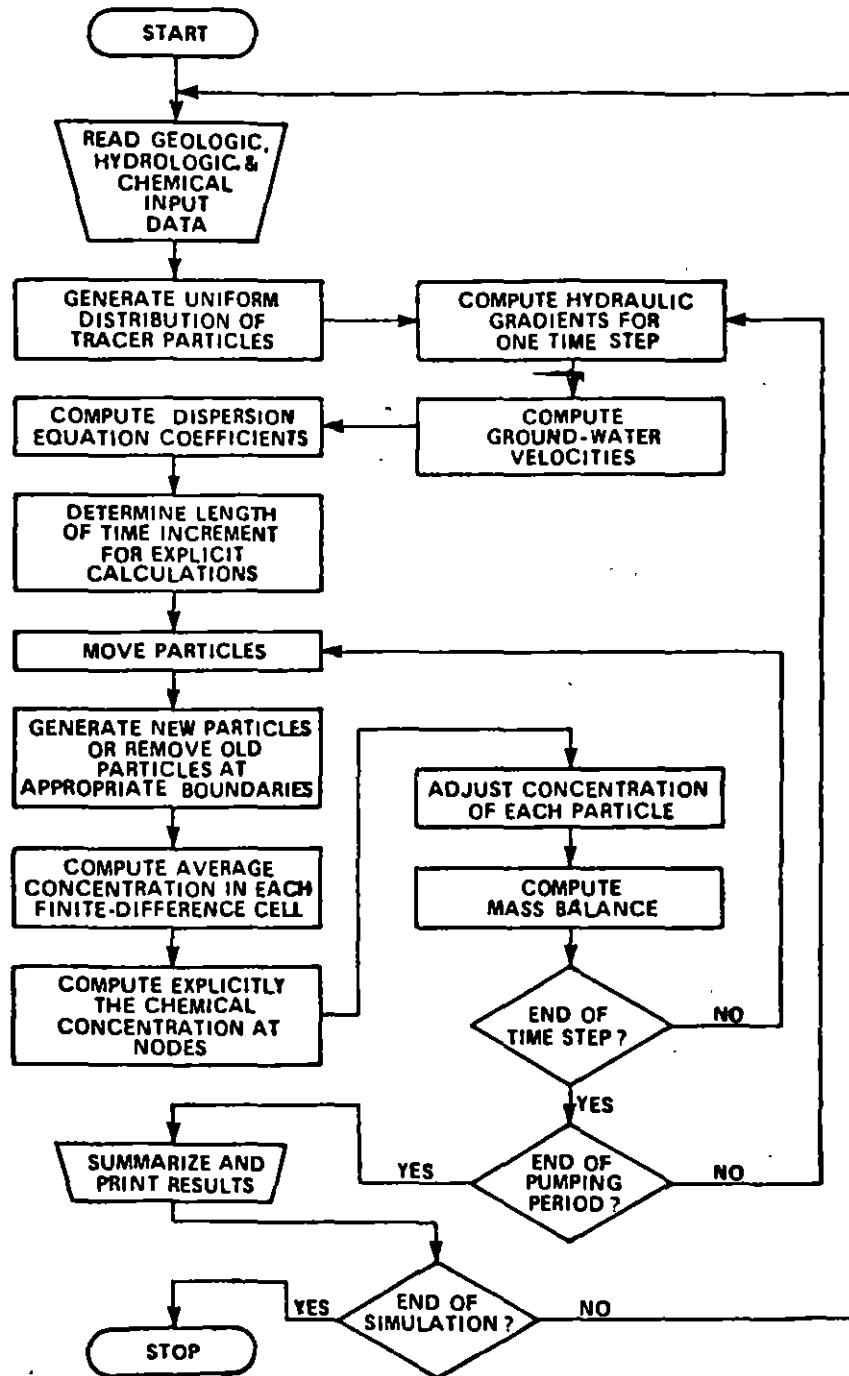 START
READ GEOLOGIC,
HYDROLOGIC, &
CHEMICAL
INPUT
DATA
GENERATE UNIFORM
DISTRIBUTION OF
TRACER PARTICLES
COMPUTE HYDRAULIC
GRADIENTS FOR
ONE TIME STEP
COMPUTE
GROUND-WATER
VELOCITIES
COMPUTE DISPERSION
EQUATION COEFFICIENTS
DETERMINE LENGTH
OF TIME INCREMENT
FOR EXPLICIT
CALCULATIONS
MOVE PARTICLES
GENERATE NEW PARTICLES
OR REMOVE OLD
PARTICLES AT
APPROPRIATE BOUNDARIES
COMPUTE AVERAGE
CONCENTRATION IN EACH
FINITE-DIFFERENCE CELL
COMPUTE EXPLICITLY
THE CHEMICAL
CONCENTRATION AT
NODES
ADJUST CONCENTRATION
OF EACH PARTICLE
COMPUTE
MASS BALANCE
END OF
TIME STEP?
NO
YES
END OF
PUMPING
PERIOD?
NO
YES
SUMMARIZE AND
PRINT RESULTS
END OF
SIMULATION?
NO
YES
STOP